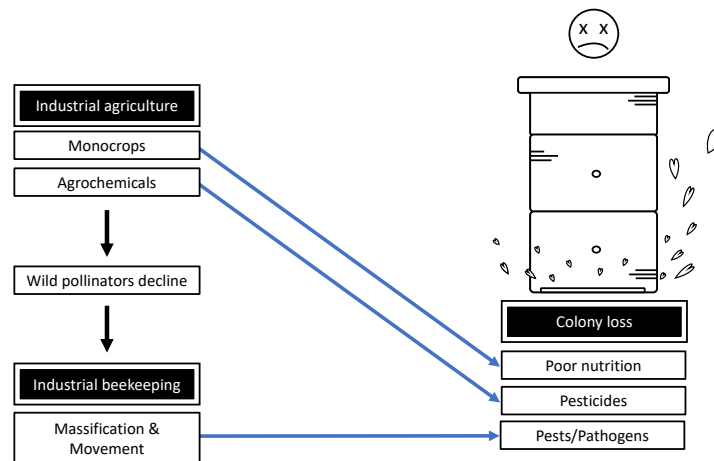 x x
Industrial agriculture
Monocrops
Agrochemicals
Wild pollinators decline
Industrial beekeeping
Massification &
Movement
Colony loss
Poor nutrition
Pesticides
Pests/Pathogens